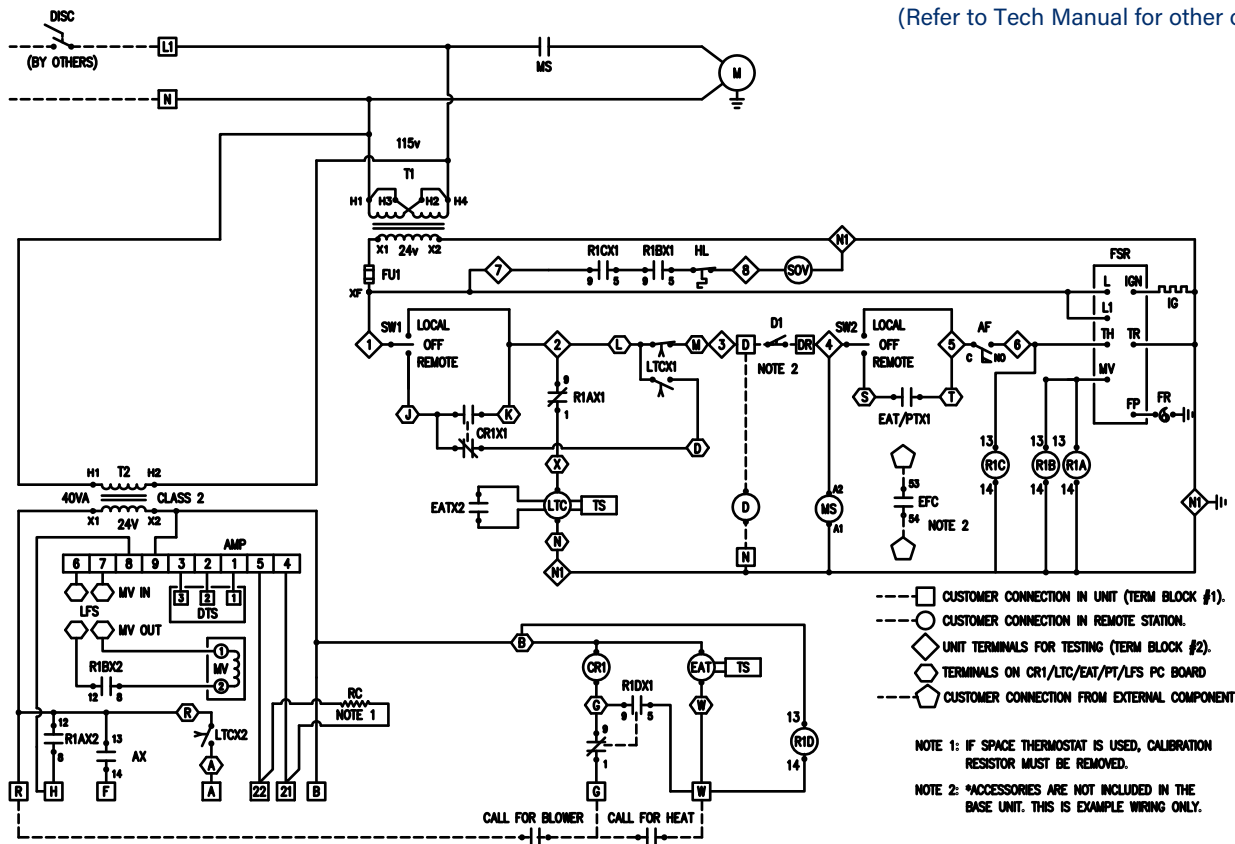 (Refer to Tech Manual for other o
DISC
(BY OTHERS)
L1
MS
M
N
115v
T1
H1 H3 H2 H4
X1 24v X2
FU1
XF
7
R1CX1 R1BX1 HL
9 5 9 5
8
SOV
N1
FSR
L IGN
IG
L1
TH TR
MV
FP FR
1
SW1
LOCAL
OFF
REMOTE
2
L
M
3
D
D1
DR
4
SW2
LOCAL
OFF
REMOTE
5
AF
C NO
6
LTCX1
NOTE 2
9
R1AX1
1
J
K
CR1X1
D
S
T
EAT/PTX1
X
EATX2
LTC
TS
N
N1
D
N
A2
MS
A1
53
EFC
54
NOTE 2
13
R1C
14
13
R1B
14
13
R1A
14
N1
H1 T2 H2
40VA CLASS 2
X1 24V X2
AMP
6 7 8 9 3 2 1 5 4
MV IN
LFS
MV OUT
3 2 1
DTS
R1BX2
12 8
MV
1
2
R
12
R1AX2
8
13
AX
14
LTCX2
A
RC
NOTE 1
B
CR1
EAT
TS
R1DX1
9 5
G
W
9
1
13
R1D
14
R H F A 22 21 B G W
CALL FOR BLOWER
CALL FOR HEAT
CUSTOMER CONNECTION IN UNIT (TERM BLOCK #1).
CUSTOMER CONNECTION IN REMOTE STATION.
UNIT TERMINALS FOR TESTING (TERM BLOCK #2).
TERMINALS ON CR1/LTC/EAT/PT/LFS PC BOARD
CUSTOMER CONNECTION FROM EXTERNAL COMPONENT
NOTE 1: IF SPACE THERMOSTAT IS USED, CALIBRATION
RESISTOR MUST BE REMOVED.
NOTE 2: *ACCESSORIES ARE NOT INCLUDED IN THE
BASE UNIT. THIS IS EXAMPLE WIRING ONLY.